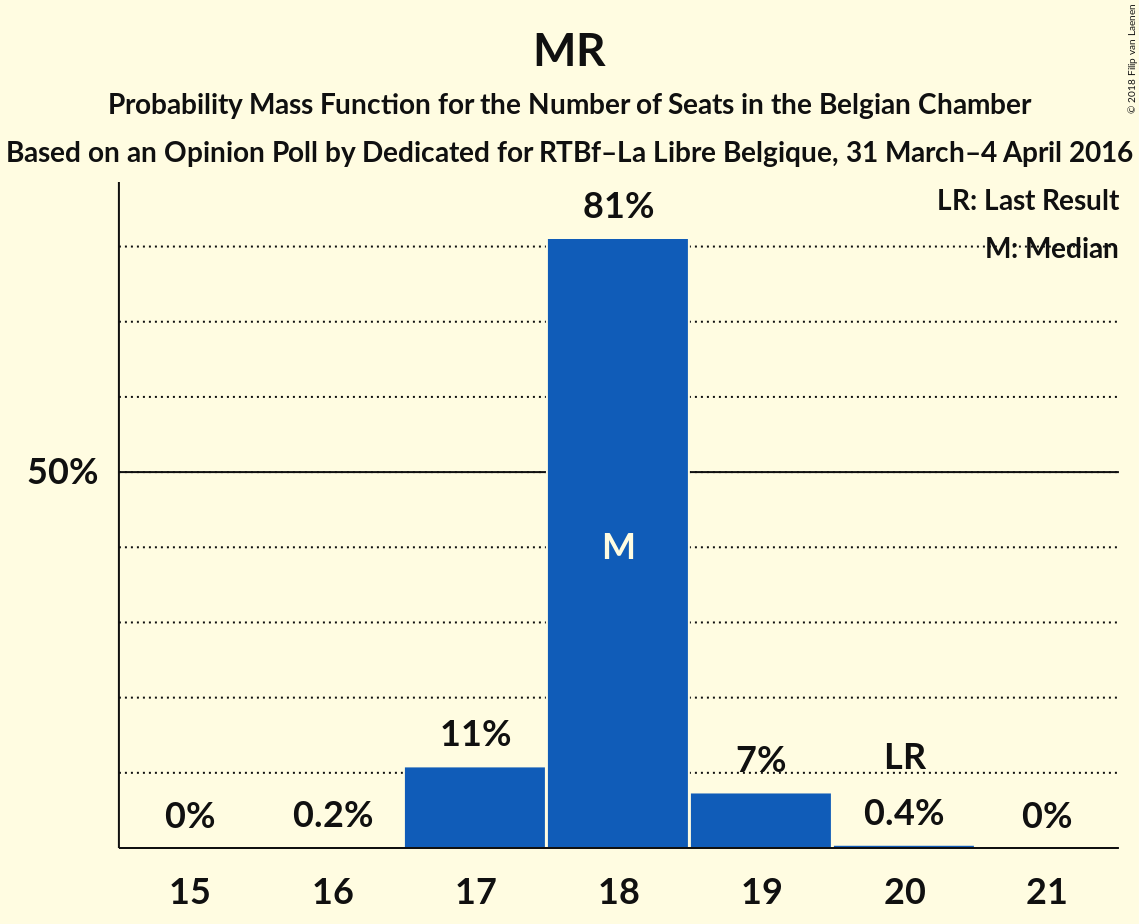 MR
Probability Mass Function for the Number of Seats in the Belgian Chamber
Based on an Opinion Poll by Dedicated for RTBf–La Libre Belgique, 31 March–4 April 2016
© 2018 Filip van Laenen
LR: Last Result
M: Median
81%
50%
M
11%
7%
LR
0%
0.2%
0.4%
0%
15 16 17 18 19 20 21